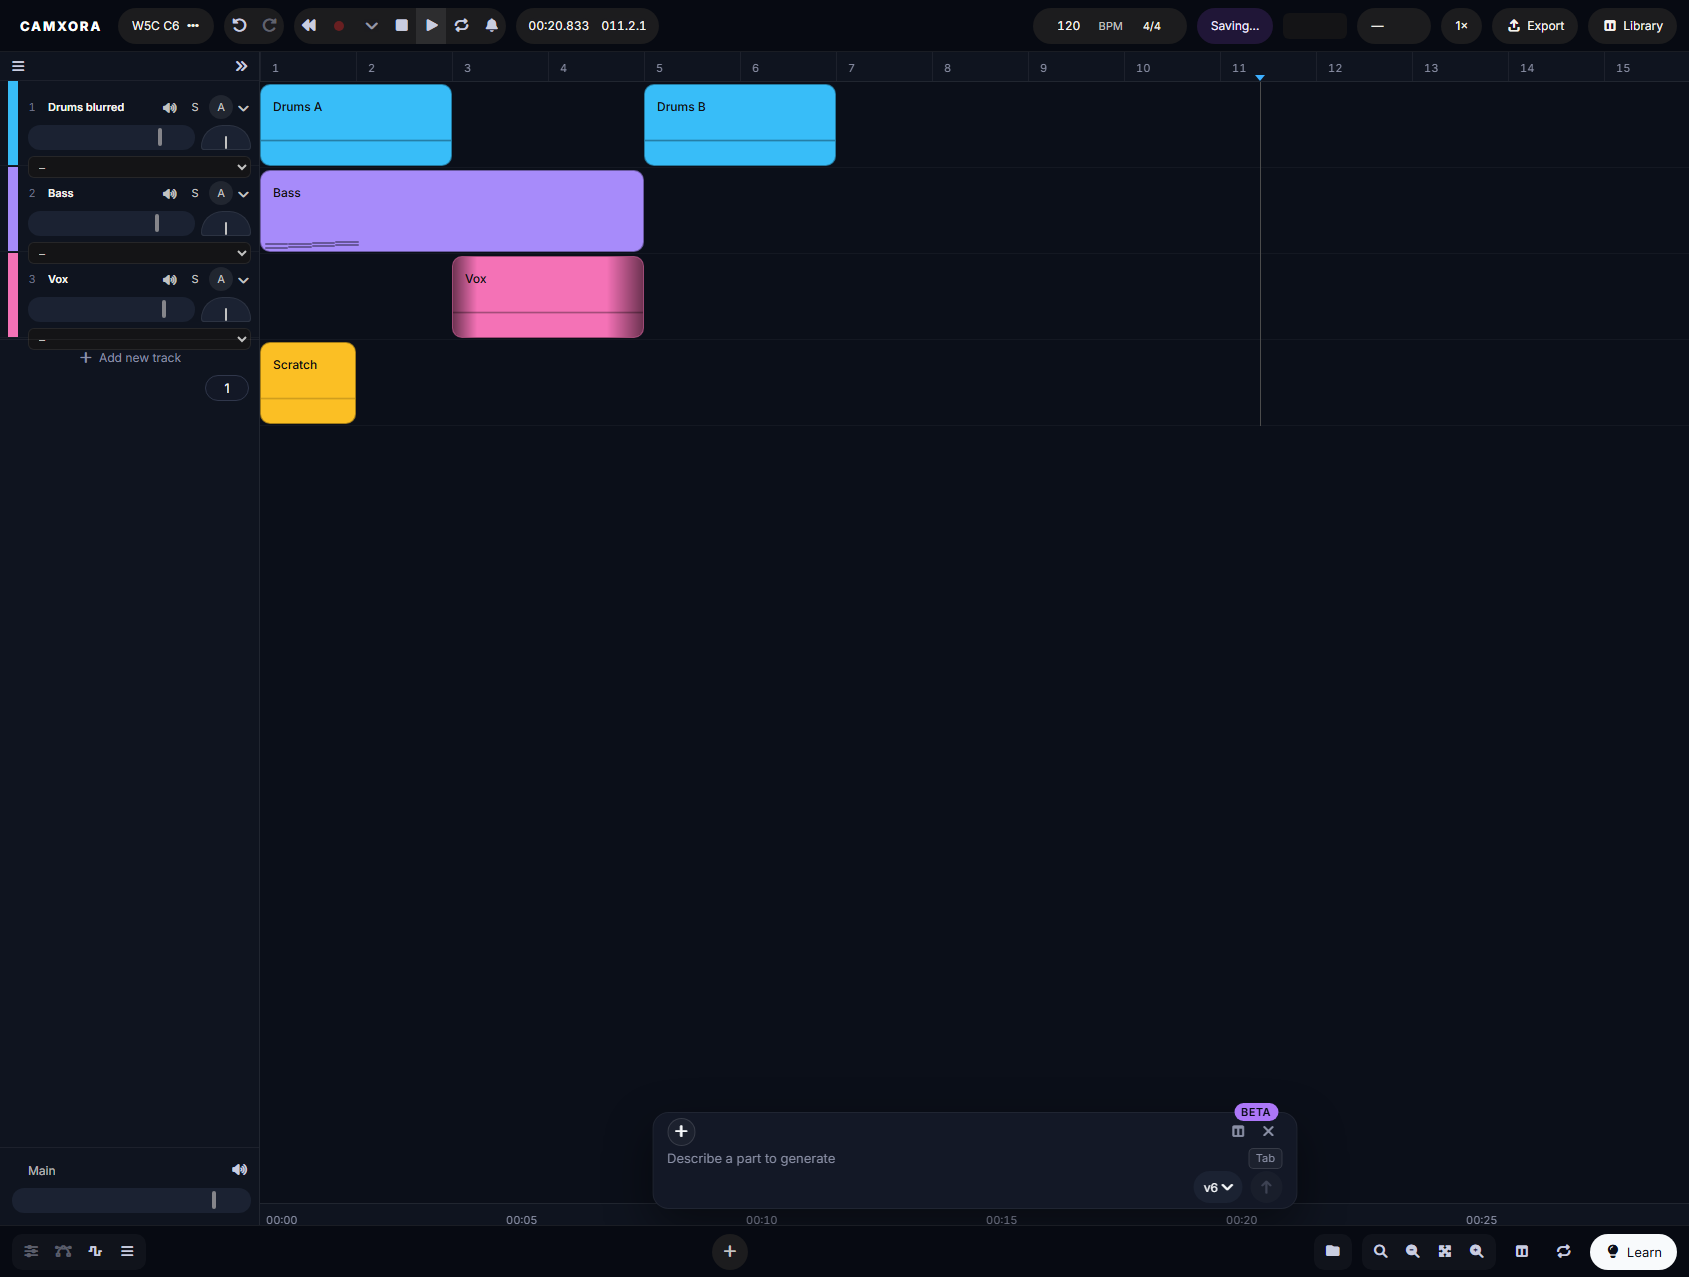 CAMXORA W5C C6 ••• 00:20.833 011.2.1 120 BPM 4/4 Saving... — 1× Export Library
1 2 3 4 5 6 7 8 9 10 11 12 13 14 15
1 Drums blurred S A
–
Drums A Drums B
2 Bass S A
–
Bass
3 Vox S A
–
Vox
+ Add new track
Scratch
1
BETA
Describe a part to generate Tab
v6
Main
00:00 00:05 00:10 00:15 00:20 00:25
Learn